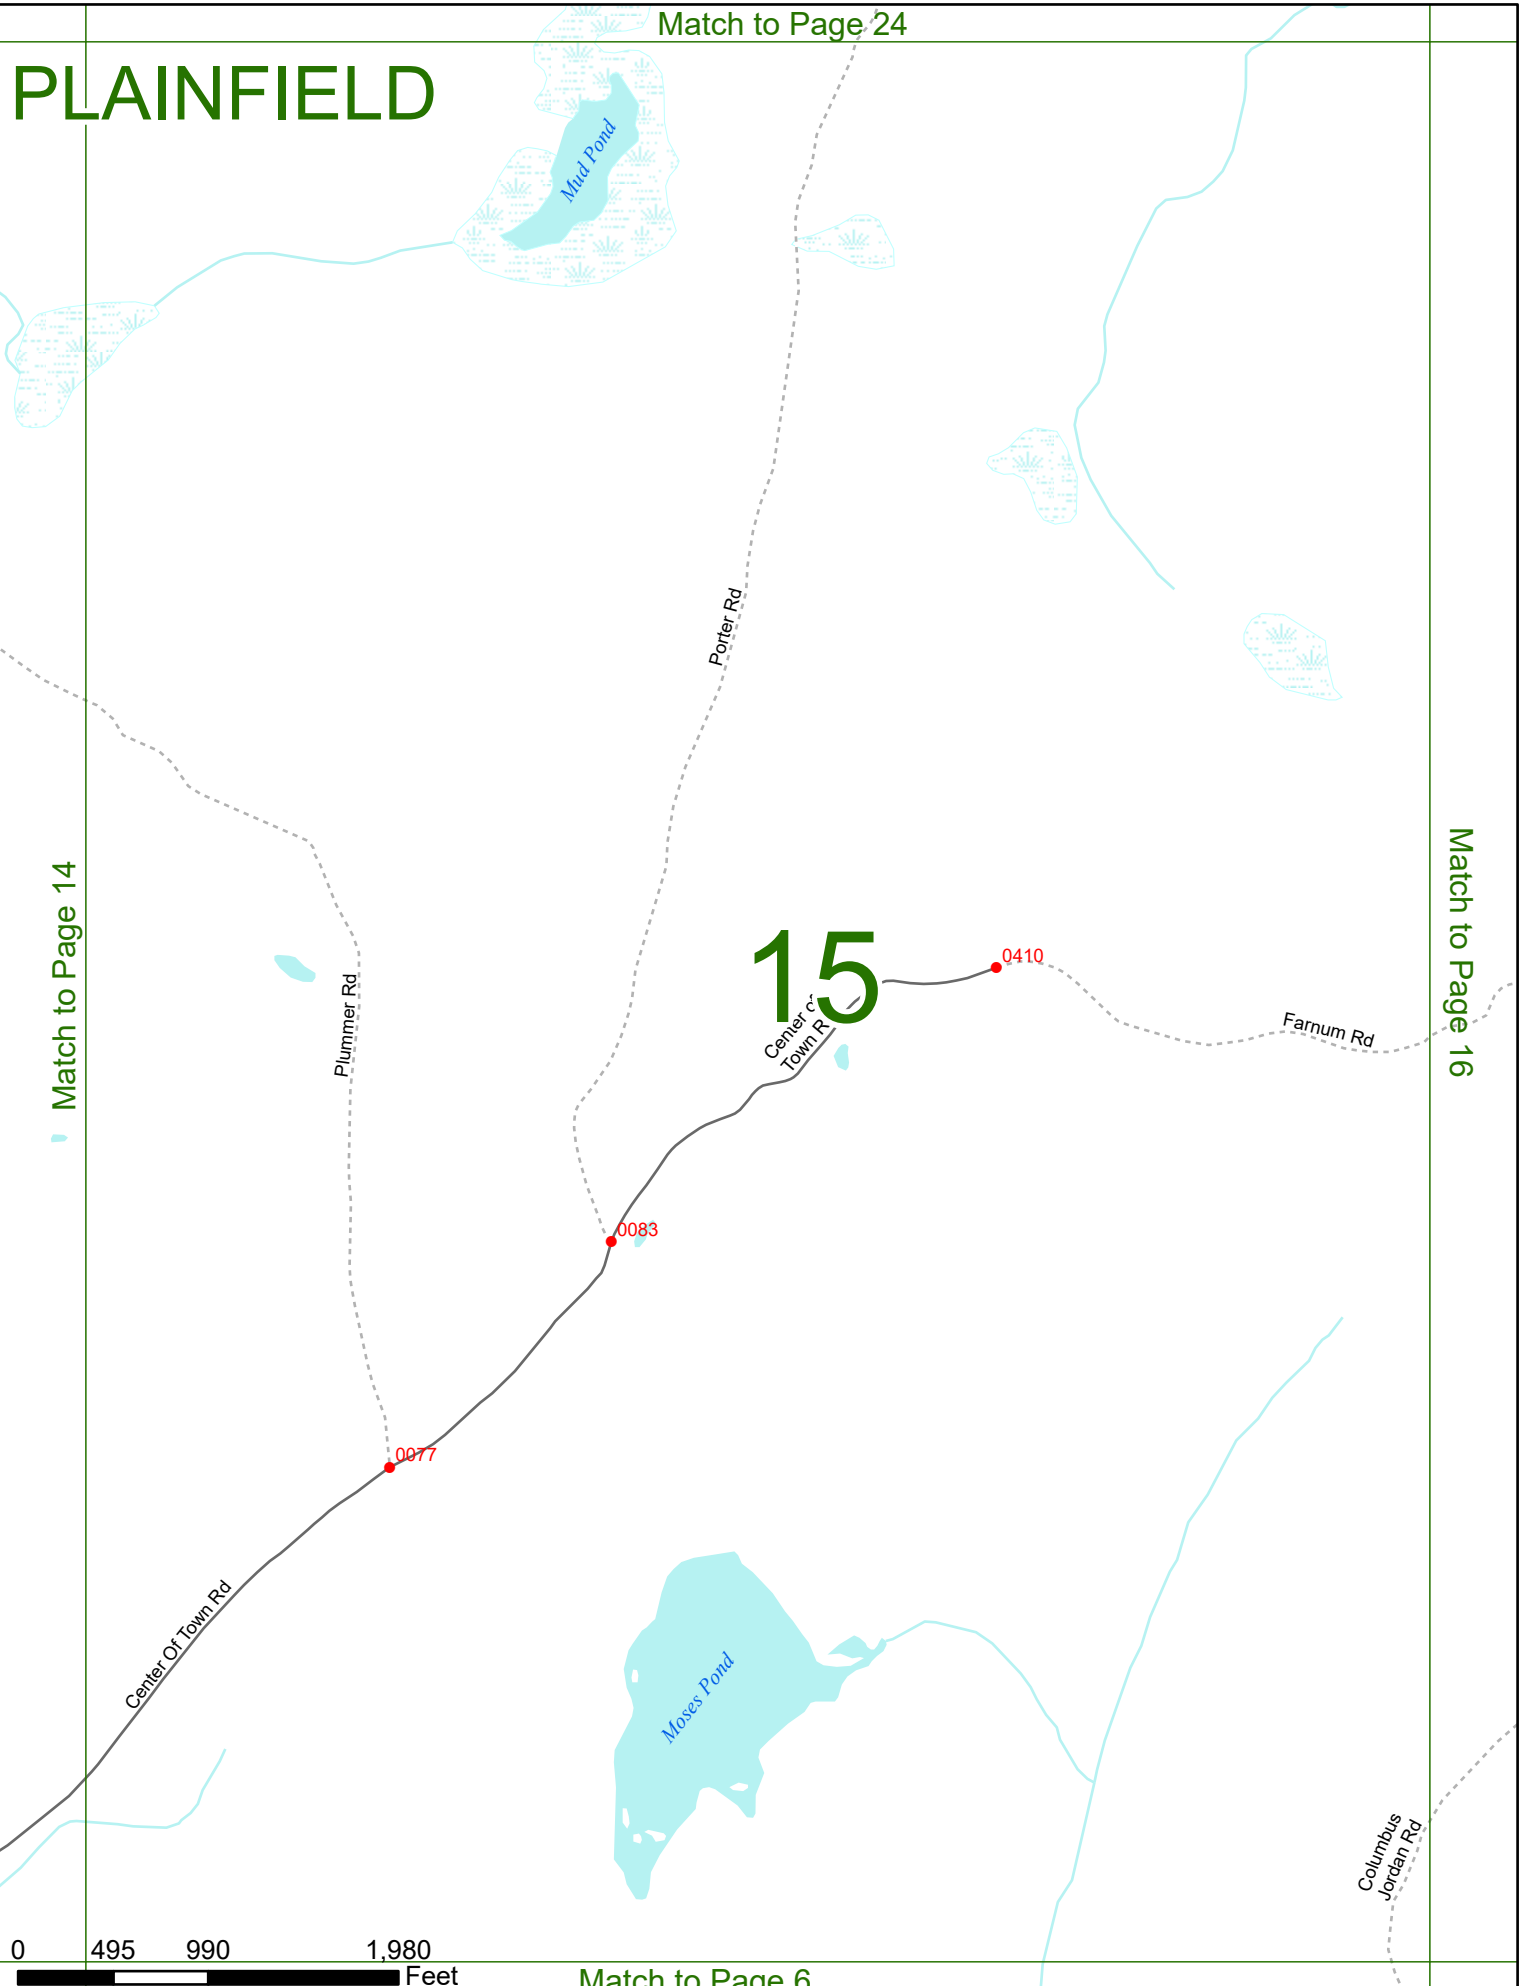 Match to Page 24
PLAINFIELD
Mud Pond
Porter Rd
Match to Page 14
Match to Page 16
15
0410
Center of
Town R
Farnum Rd
Plummer Rd
0083
0077
Center Of Town Rd
Moses Pond
Columbus
Jordan Rd
0 495 990 1,980
Feet
Match to Page 6